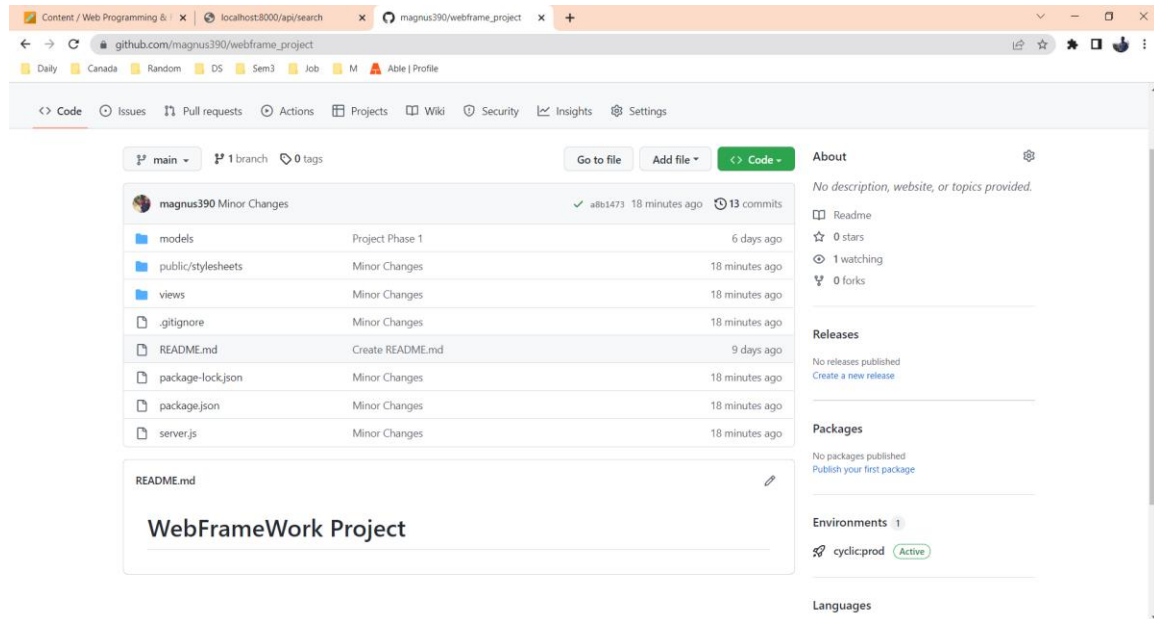 Content / Web Programming & F
localhost:8000/api/search
magnus390/webframe_project
github.com/magnus390/webframe_project
Daily Canada Random DS Sem3 Job M Able | Profile
<> Code Issues Pull requests Actions Projects Wiki Security Insights Settings
main 1 branch 0 tags Go to file Add file Code
magnus390 Minor Changes a8b1473 18 minutes ago 13 commits
models Project Phase 1 6 days ago
public/stylesheets Minor Changes 18 minutes ago
views Minor Changes 18 minutes ago
.gitignore Minor Changes 18 minutes ago
README.md Create README.md 9 days ago
package-lock.json Minor Changes 18 minutes ago
package.json Minor Changes 18 minutes ago
server.js Minor Changes 18 minutes ago
README.md
WebFrameWork Project
About
No description, website, or topics provided.
Readme
0 stars
1 watching
0 forks
Releases
No releases published
Create a new release
Packages
No packages published
Publish your first package
Environments 1
cyclic:prod Active
Languages